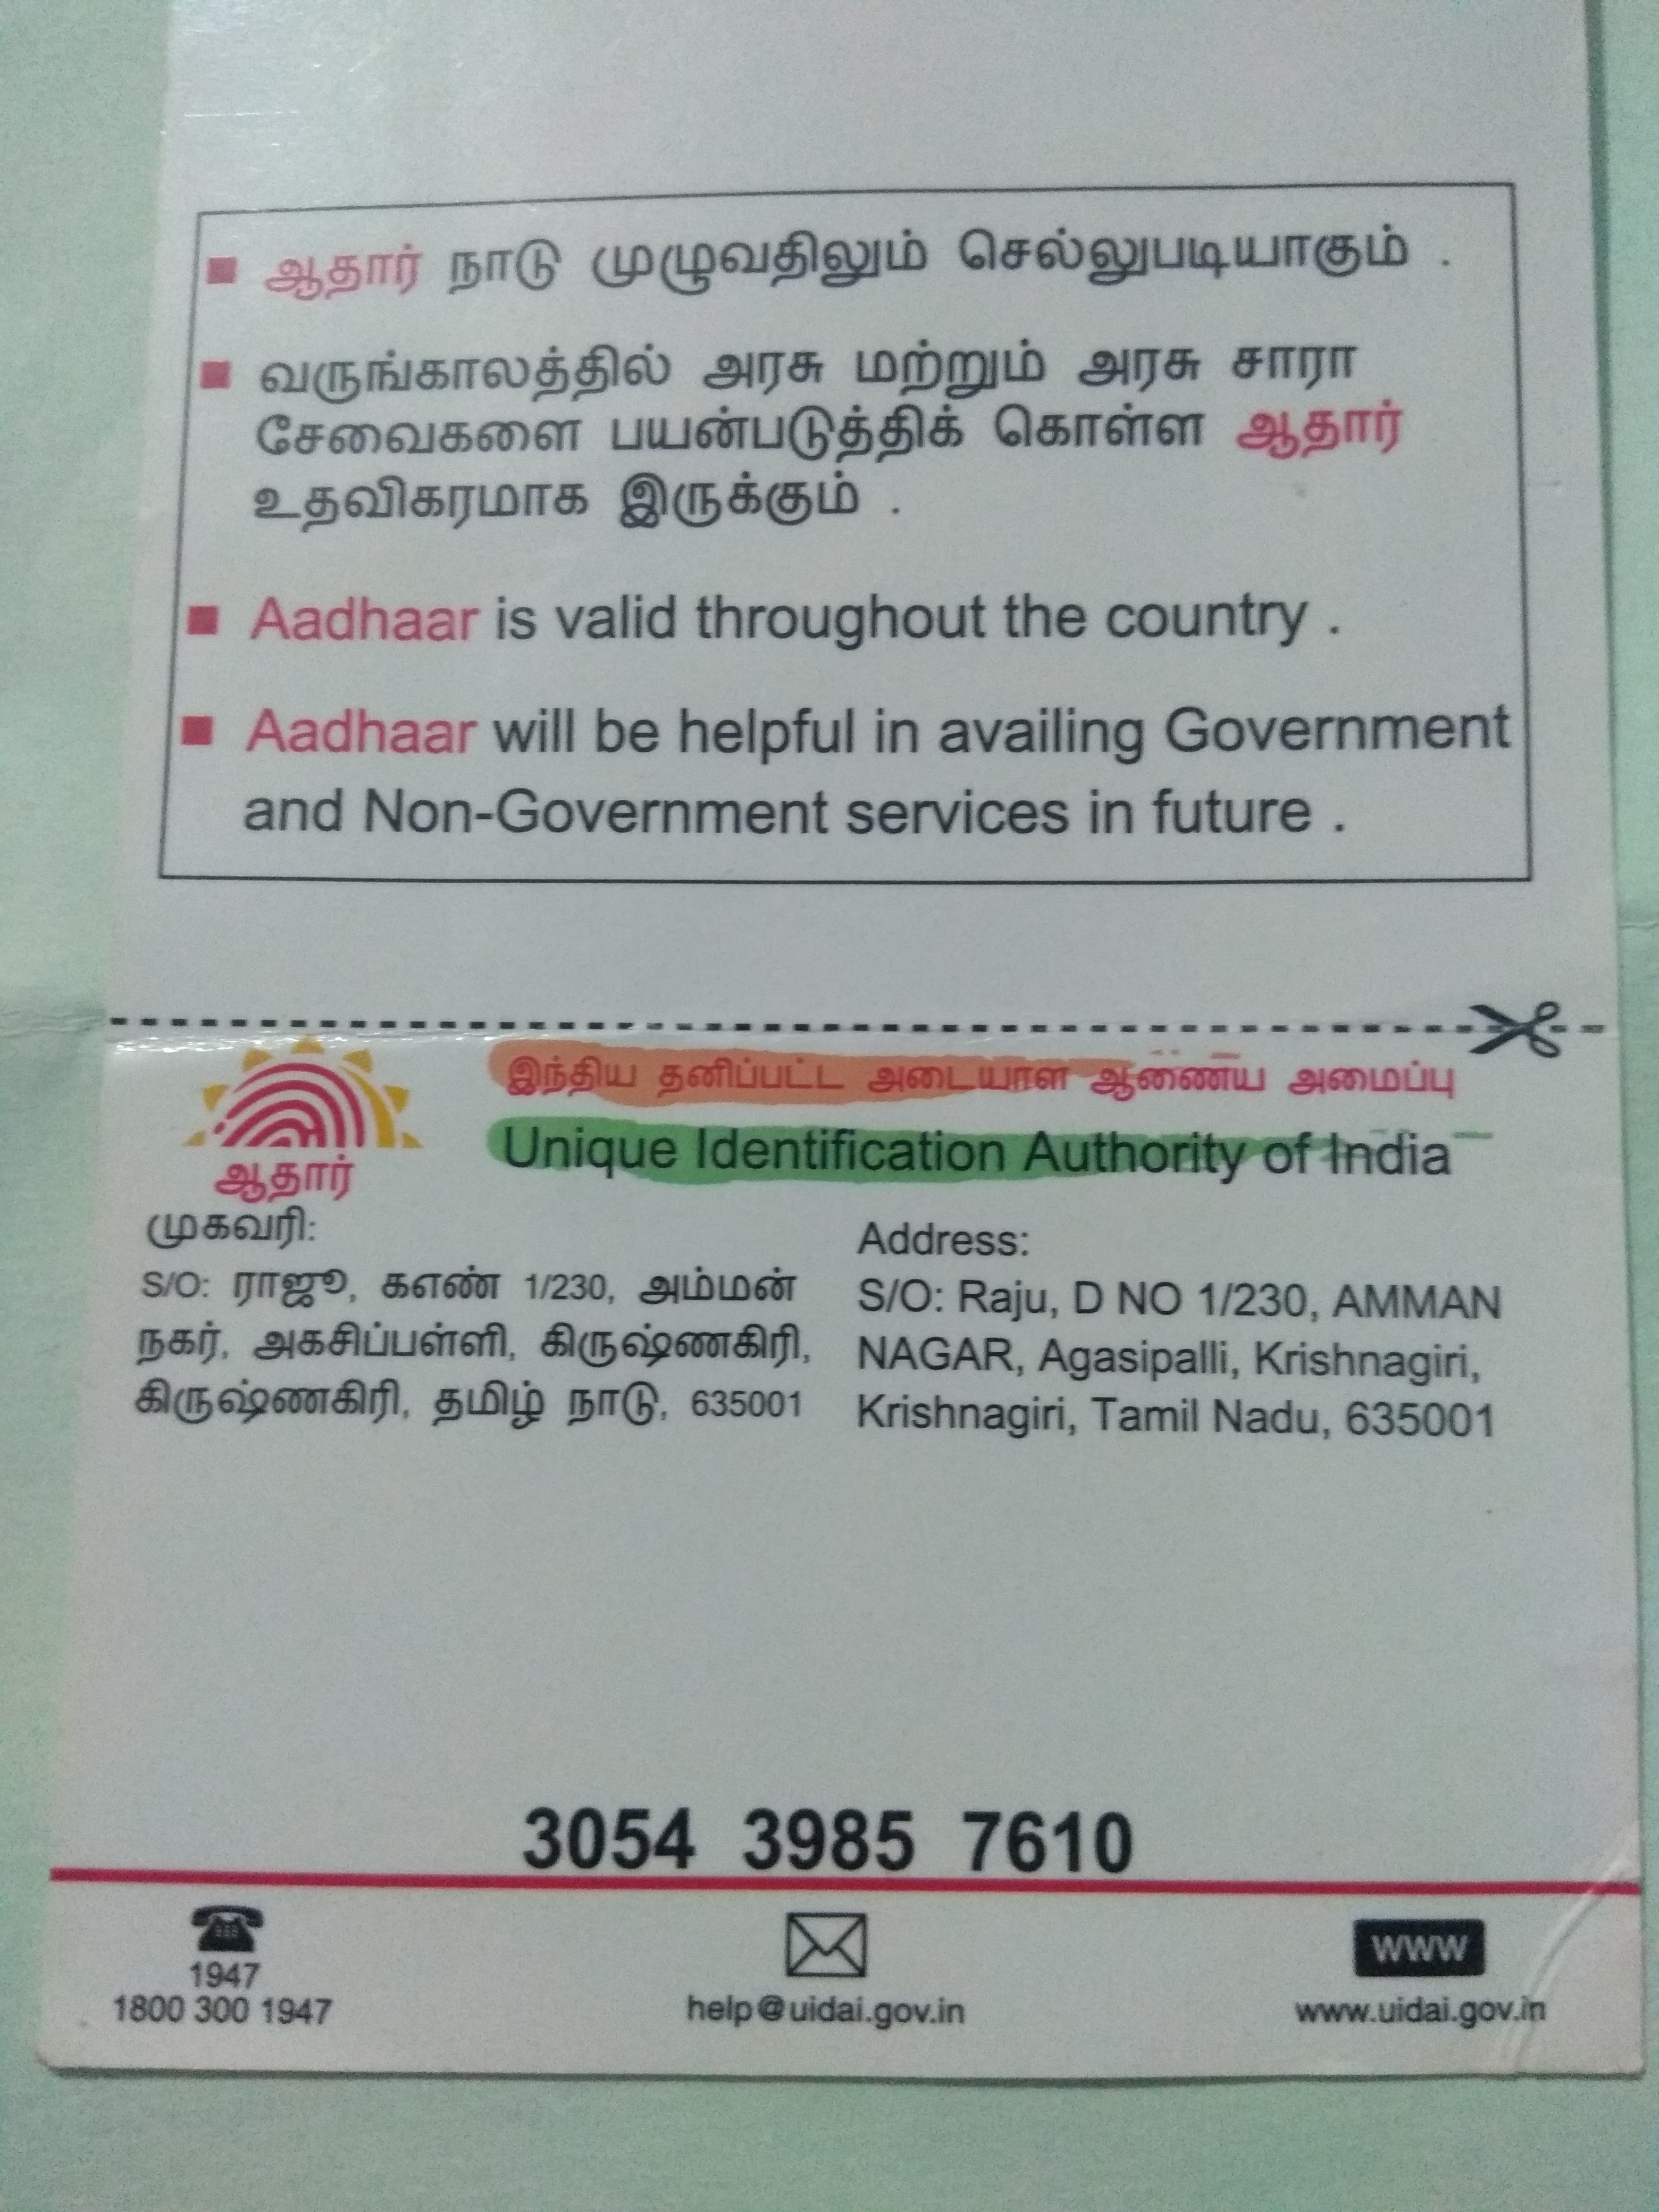 ஆதார் நாடு முழுவதிலும் செல்லுபடியாகும் .
வருங்காலத்தில் அரசு மற்றும் அரசு சாரா
சேவைகளை பயன்படுத்திக் கொள்ள ஆதார்
உதவிகரமாக இருக்கும் .
Aadhaar is valid throughout the country .
Aadhaar will be helpful in availing Government
and Non-Government services in future .
இந்திய தனிப்பட்ட அடையாள ஆணைய அமைப்பு
Unique Identification Authority of India
ஆதார்
முகவரி:
S/O: ராஜூ, கஎண் 1/230, அம்மன்
நகர், அகசிப்பள்ளி, கிருஷ்ணகிரி,
கிருஷ்ணகிரி, தமிழ் நாடு, 635001
Address:
S/O: Raju, D NO 1/230, AMMAN
NAGAR, Agasipalli, Krishnagiri,
Krishnagiri, Tamil Nadu, 635001
3054 3985 7610
1947
1800 300 1947
help@uidai.gov.in
www
www.uidai.gov.in